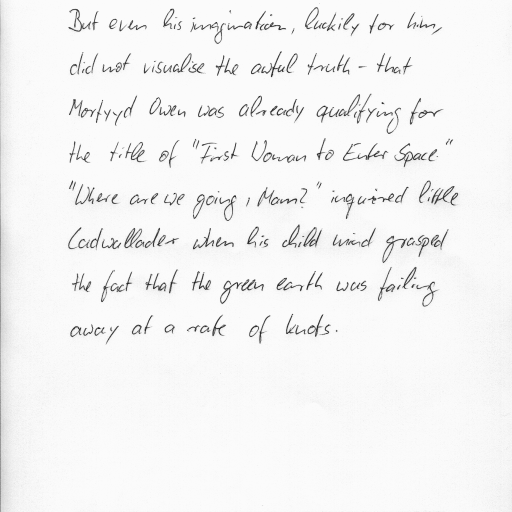 But even his imagination, luckily for him,
did not visualise the awful truth - that
Morfyyd Owen was already qualifying for
the title of "First Woman to Enter Space."
"Where are we going, Mam?" inquired little
Cadwallader when his child mind grasped
the fact that the green earth was falling
away at a rate of knots.